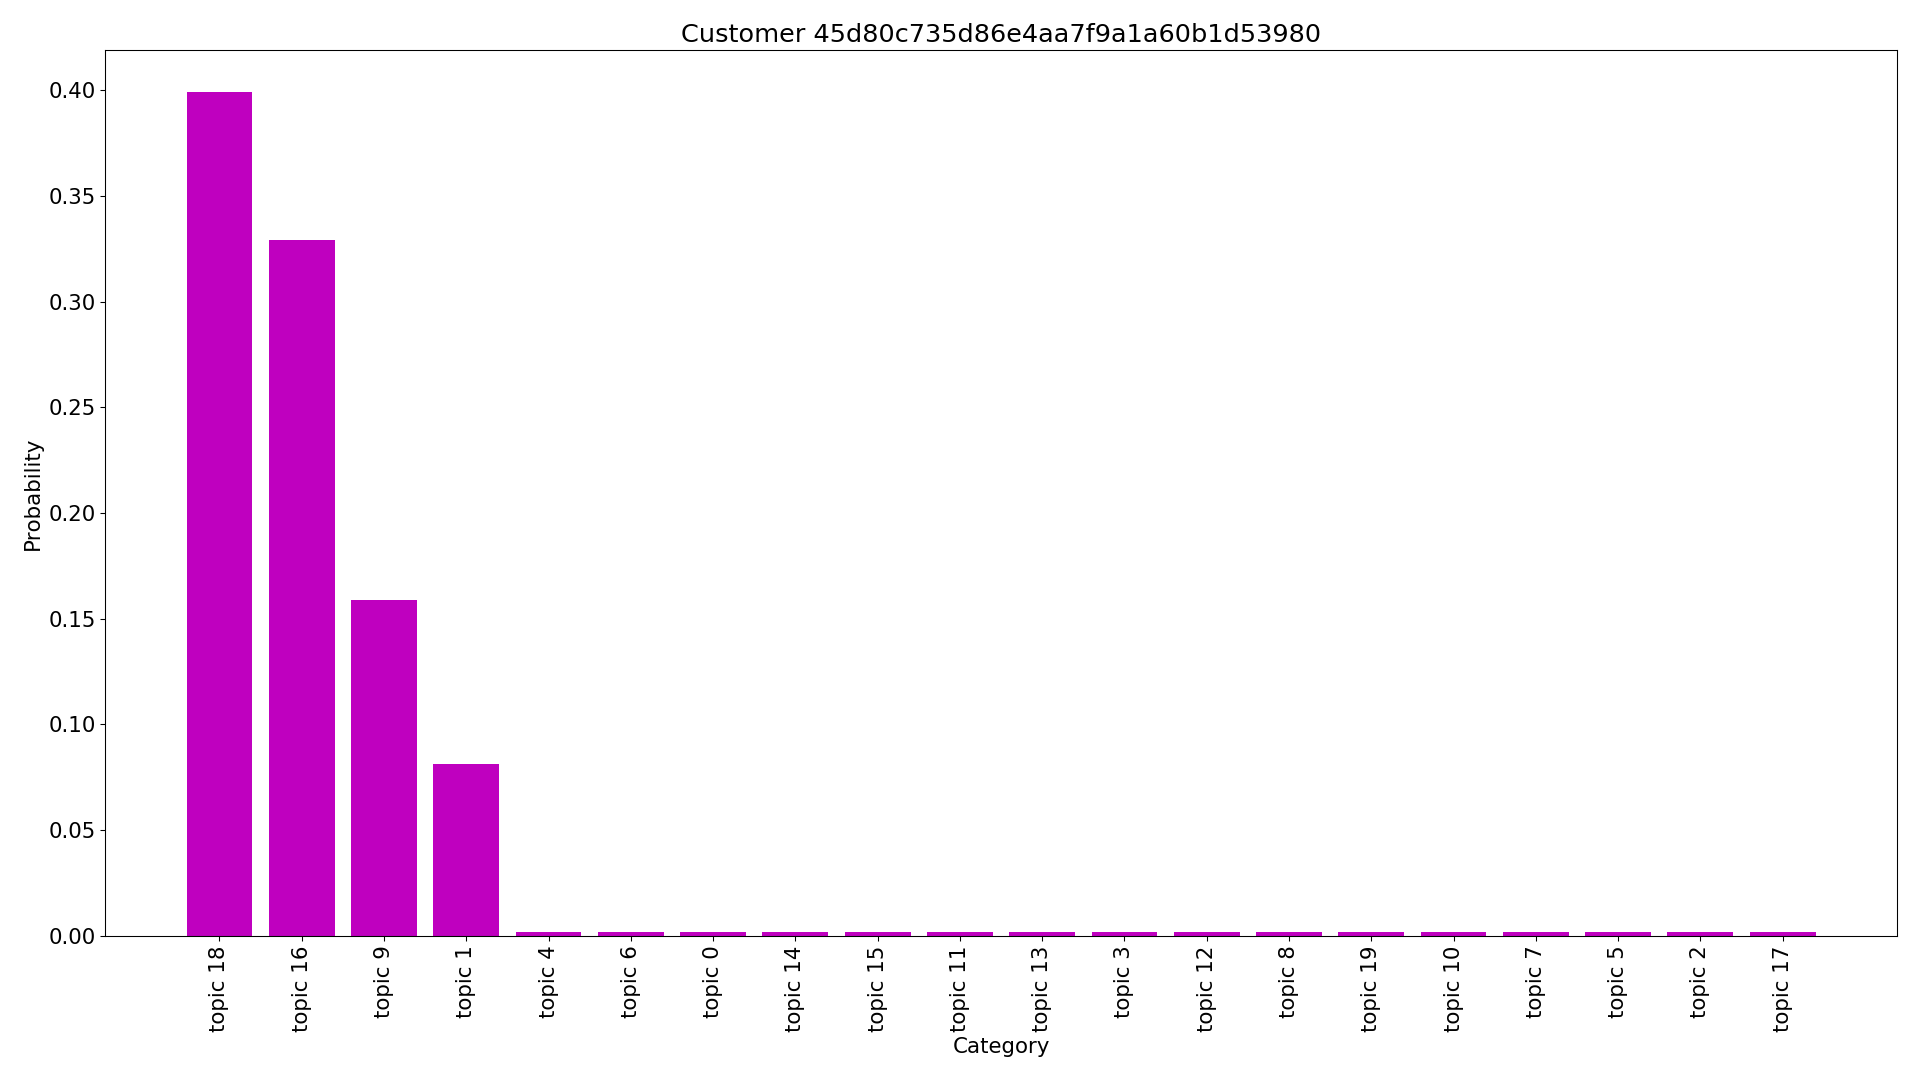 Customer 45d80c735d86e4aa7f9a1a60b1d53980
Probability
0.40
0.35
0.30
0.25
0.20
0.15
0.10
0.05
0.00
topic 18
topic 16
topic 9
topic 1
topic 4
topic 6
topic 0
topic 14
topic 15
topic 11
topic 13
topic 3
topic 12
topic 8
topic 19
topic 10
topic 7
topic 5
topic 2
topic 17
Category